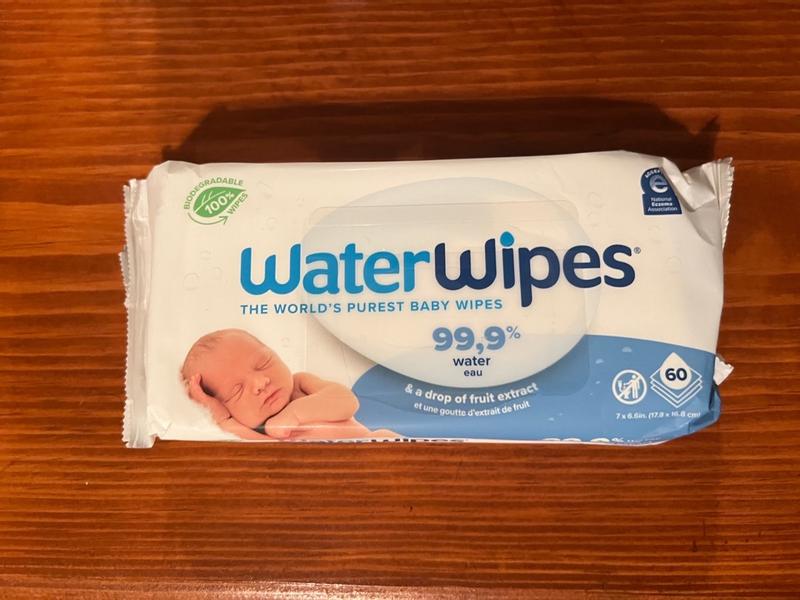 BIODEGRADABLE
100%
WIPES
National
Eczema
Association
WaterWipes®
THE WORLD'S PUREST BABY WIPES
99,9%
water
eau
& a drop of fruit extract
et une goutte d'extrait de fruit
60
7 x 6.6in. (17.8 x 16.8 cm)